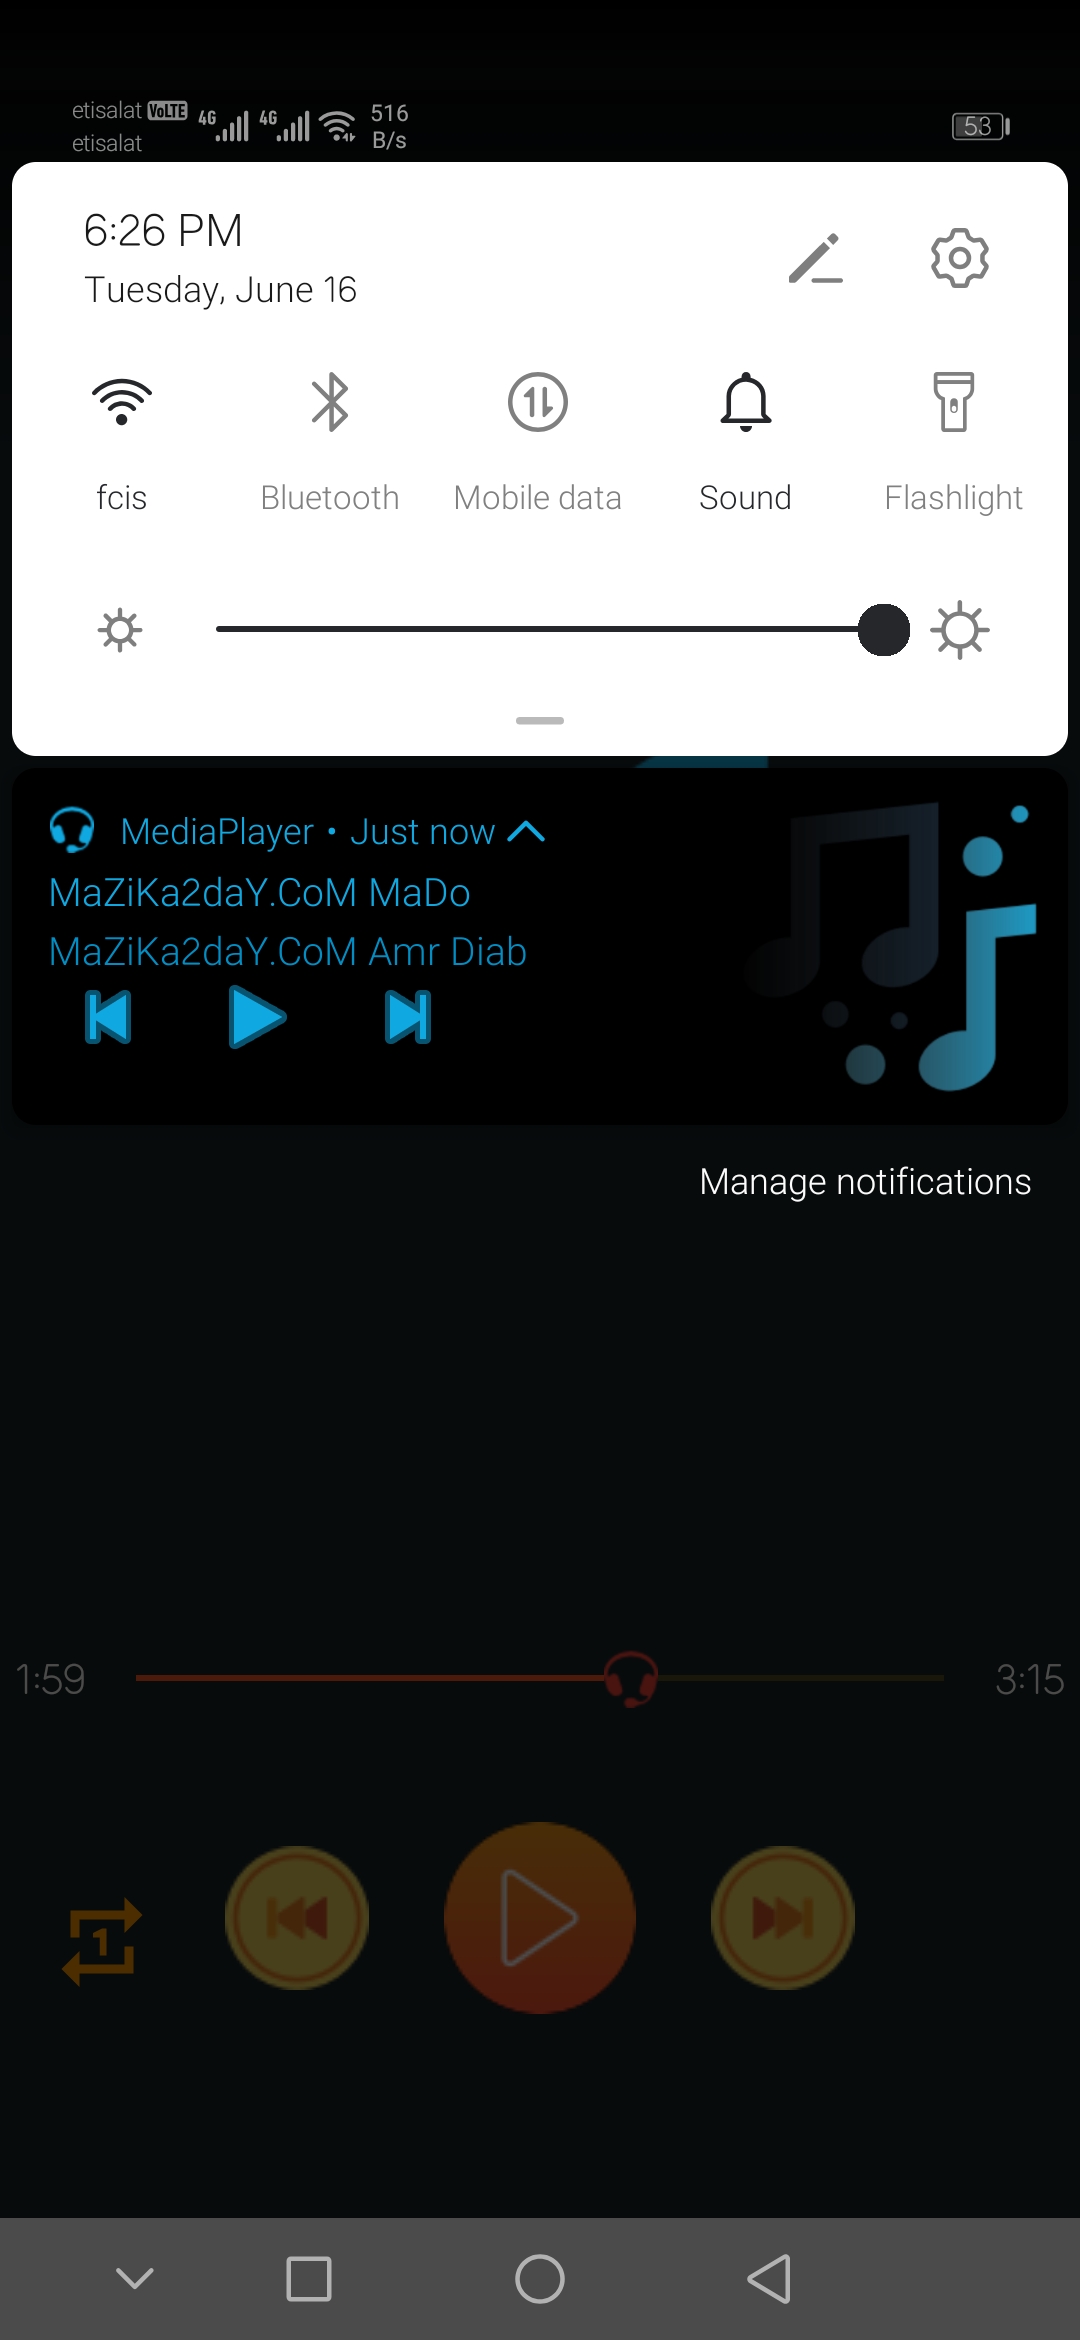 etisalat VoLTE 4G 4G 516
etisalat B/s
53
6:26 PM
Tuesday, June 16
fcis Bluetooth Mobile data Sound Flashlight
MediaPlayer • Just now
MaZiKa2daY.CoM MaDo
MaZiKa2daY.CoM Amr Diab
Manage notifications
1:59 3:15
1